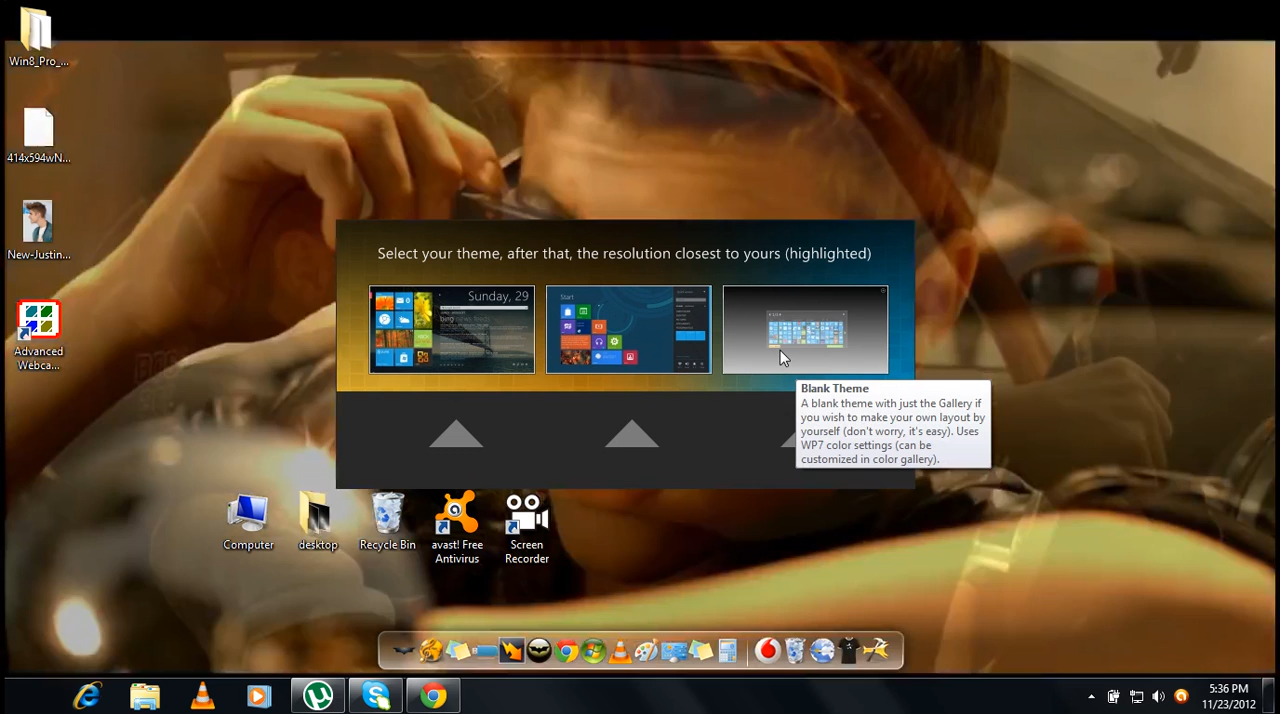 Win8_Pro_...
414x594wN...
New-Justin...
Advanced
Webca...
Select your theme, after that, the resolution closest to yours (highlighted)
Sunday, 29
Start
Blank Theme
A blank theme with just the Gallery if
you wish to make your own layout by
yourself (don't worry, it's easy). Uses
WP7 color settings (can be
customized in color gallery).
Computer
desktop
Recycle Bin
avast! Free
Antivirus
Screen
Recorder
5:36 PM
11/23/2012